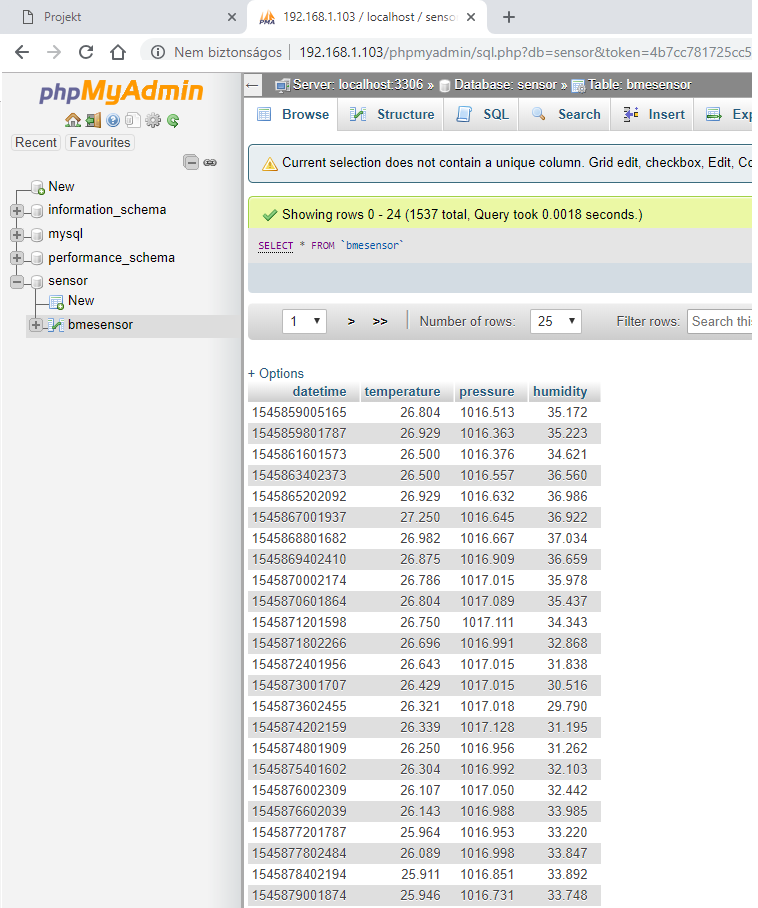 Projekt
192.168.1.103 / localhost / senso
Nem biztonságos
192.168.1.103/phpmyadmin/sql.php?db=sensor&token=4b7cc781725cc5
phpMyAdmin
Recent Favourites
New
information_schema
mysql
performance_schema
sensor
New
bmesensor
Server: localhost:3306 » Database: sensor » Table: bmesensor
Browse Structure SQL Search Insert Exp
Current selection does not contain a unique column. Grid edit, checkbox, Edit, Co
Showing rows 0 - 24 (1537 total, Query took 0.0018 seconds.)
SELECT * FROM `bmesensor`
1 > >> Number of rows: 25 Filter rows: Search this
+ Options
datetime temperature pressure humidity
1545859005165 26.804 1016.513 35.172
1545859801787 26.929 1016.363 35.223
1545861601573 26.500 1016.376 34.621
1545863402373 26.500 1016.557 36.560
1545865202092 26.929 1016.632 36.986
1545867001937 27.250 1016.645 36.922
1545868801682 26.982 1016.667 37.034
1545869402410 26.875 1016.909 36.659
1545870002174 26.786 1017.015 35.978
1545870601864 26.804 1017.089 35.437
1545871201598 26.750 1017.111 34.343
1545871802266 26.696 1016.991 32.868
1545872401956 26.643 1017.015 31.838
1545873001707 26.429 1017.015 30.516
1545873602455 26.321 1017.018 29.790
1545874202159 26.339 1017.128 31.195
1545874801909 26.250 1016.956 31.262
1545875401602 26.304 1016.992 32.103
1545876002309 26.107 1017.050 32.442
1545876602039 26.143 1016.988 33.985
1545877201787 25.964 1016.953 33.220
1545877802484 26.089 1016.998 33.847
1545878402194 25.911 1016.851 33.892
1545879001874 25.946 1016.731 33.748